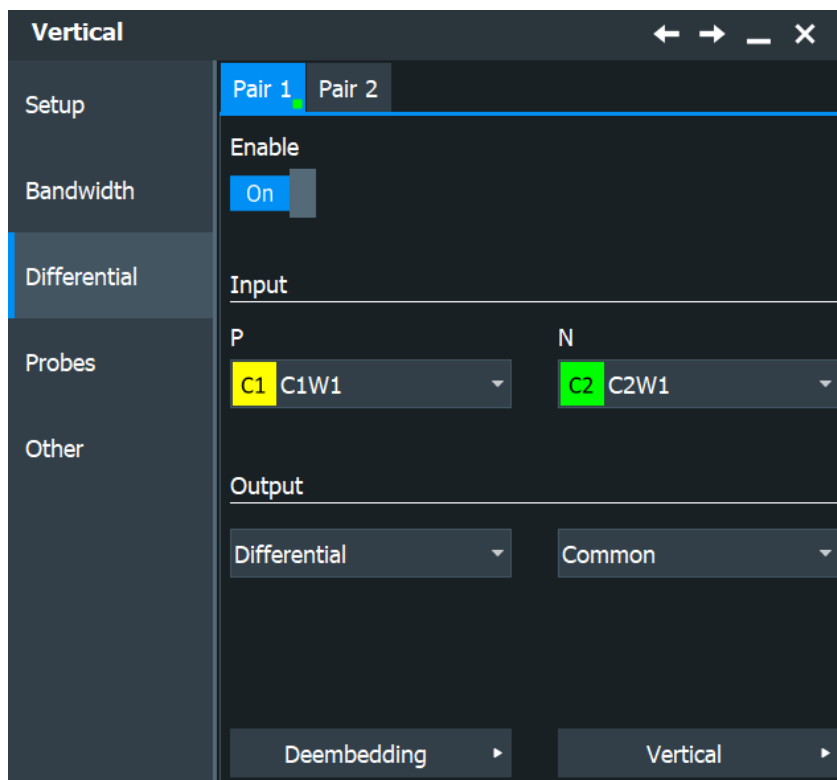 Vertical
Setup
Bandwidth
Differential
Probes
Other
Pair 1 Pair 2
Enable
On
Input
P N
C1 C1W1 C2 C2W1
Output
Differential Common
Deembedding Vertical